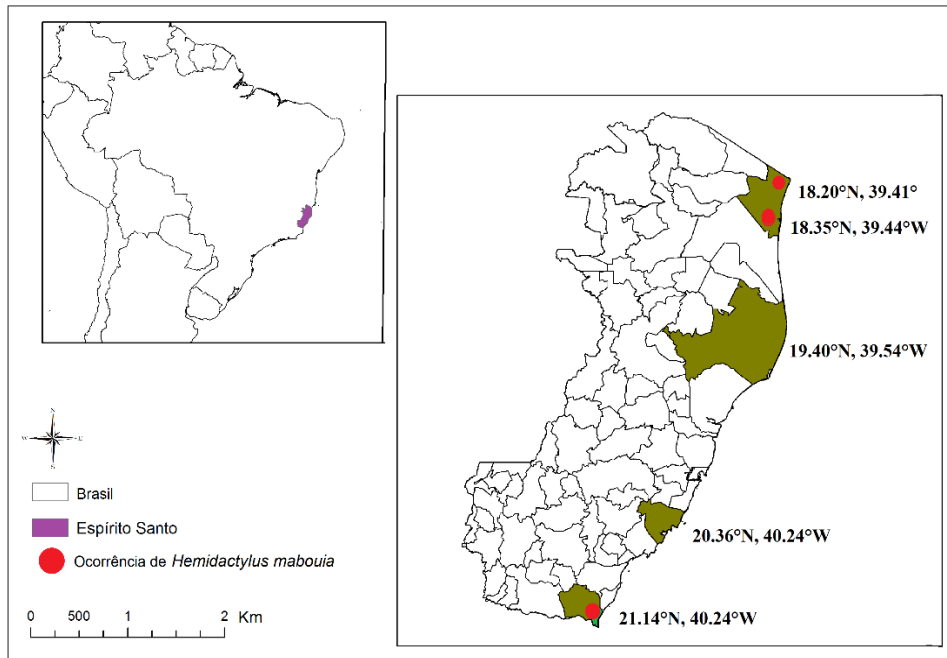 18.20°N, 39.41°
18.35°N, 39.44°W
19.40°N, 39.54°W
20.36°N, 40.24°W
21.14°N, 40.24°W
N
W
E
S
Brasil
Espírito Santo
Ocorrência de Hemidactylus mabouia
0 500 1 2 Km